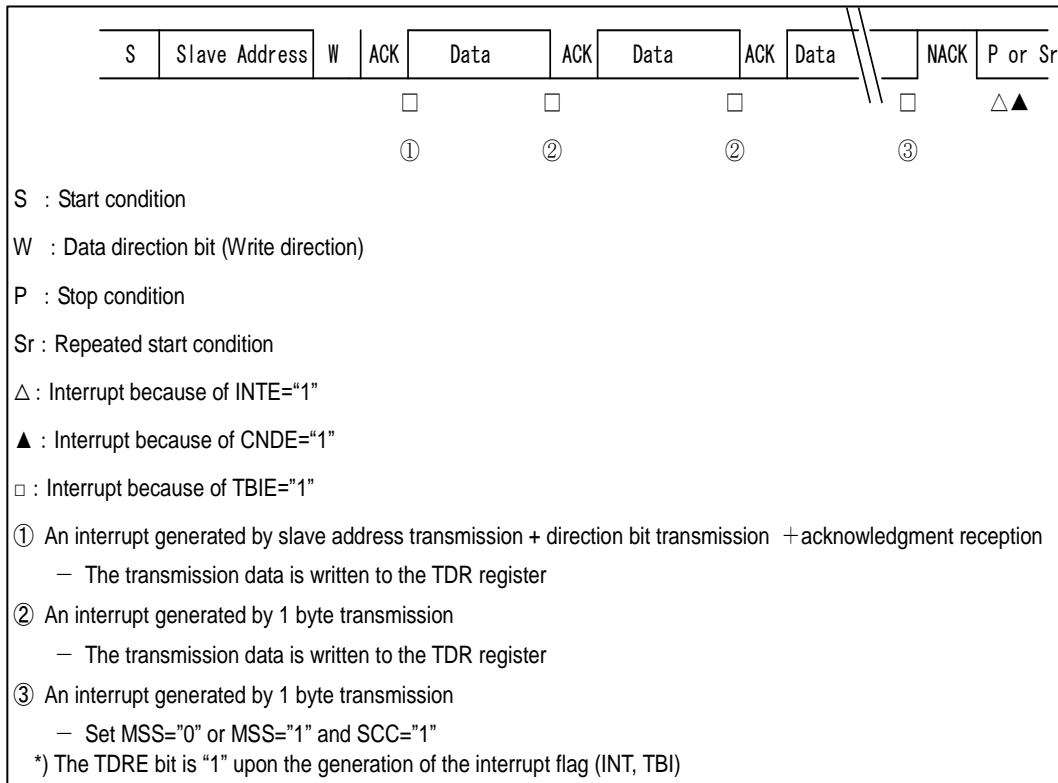 S Slave Address W ACK Data ACK Data ACK Data NACK P or Sr
□ □ □ □ △▲
① ② ② ③
S : Start condition
W : Data direction bit (Write direction)
P : Stop condition
Sr : Repeated start condition
△ : Interrupt because of INTE=“1”
▲ : Interrupt because of CNDE=“1”
□ : Interrupt because of TBIE=”1”
① An interrupt generated by slave address transmission + direction bit transmission ＋acknowledgment reception
－ The transmission data is written to the TDR register
② An interrupt generated by 1 byte transmission
－ The transmission data is written to the TDR register
③ An interrupt generated by 1 byte transmission
－ Set MSS=”0” or MSS=”1” and SCC=”1”
*) The TDRE bit is “1” upon the generation of the interrupt flag (INT, TBI)